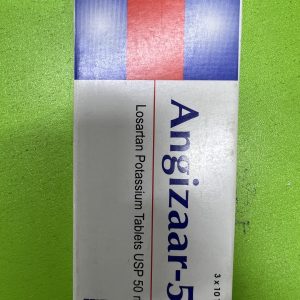 3 x 10
Angizaar-5
Losartan Potassium Tablets USP 50 m